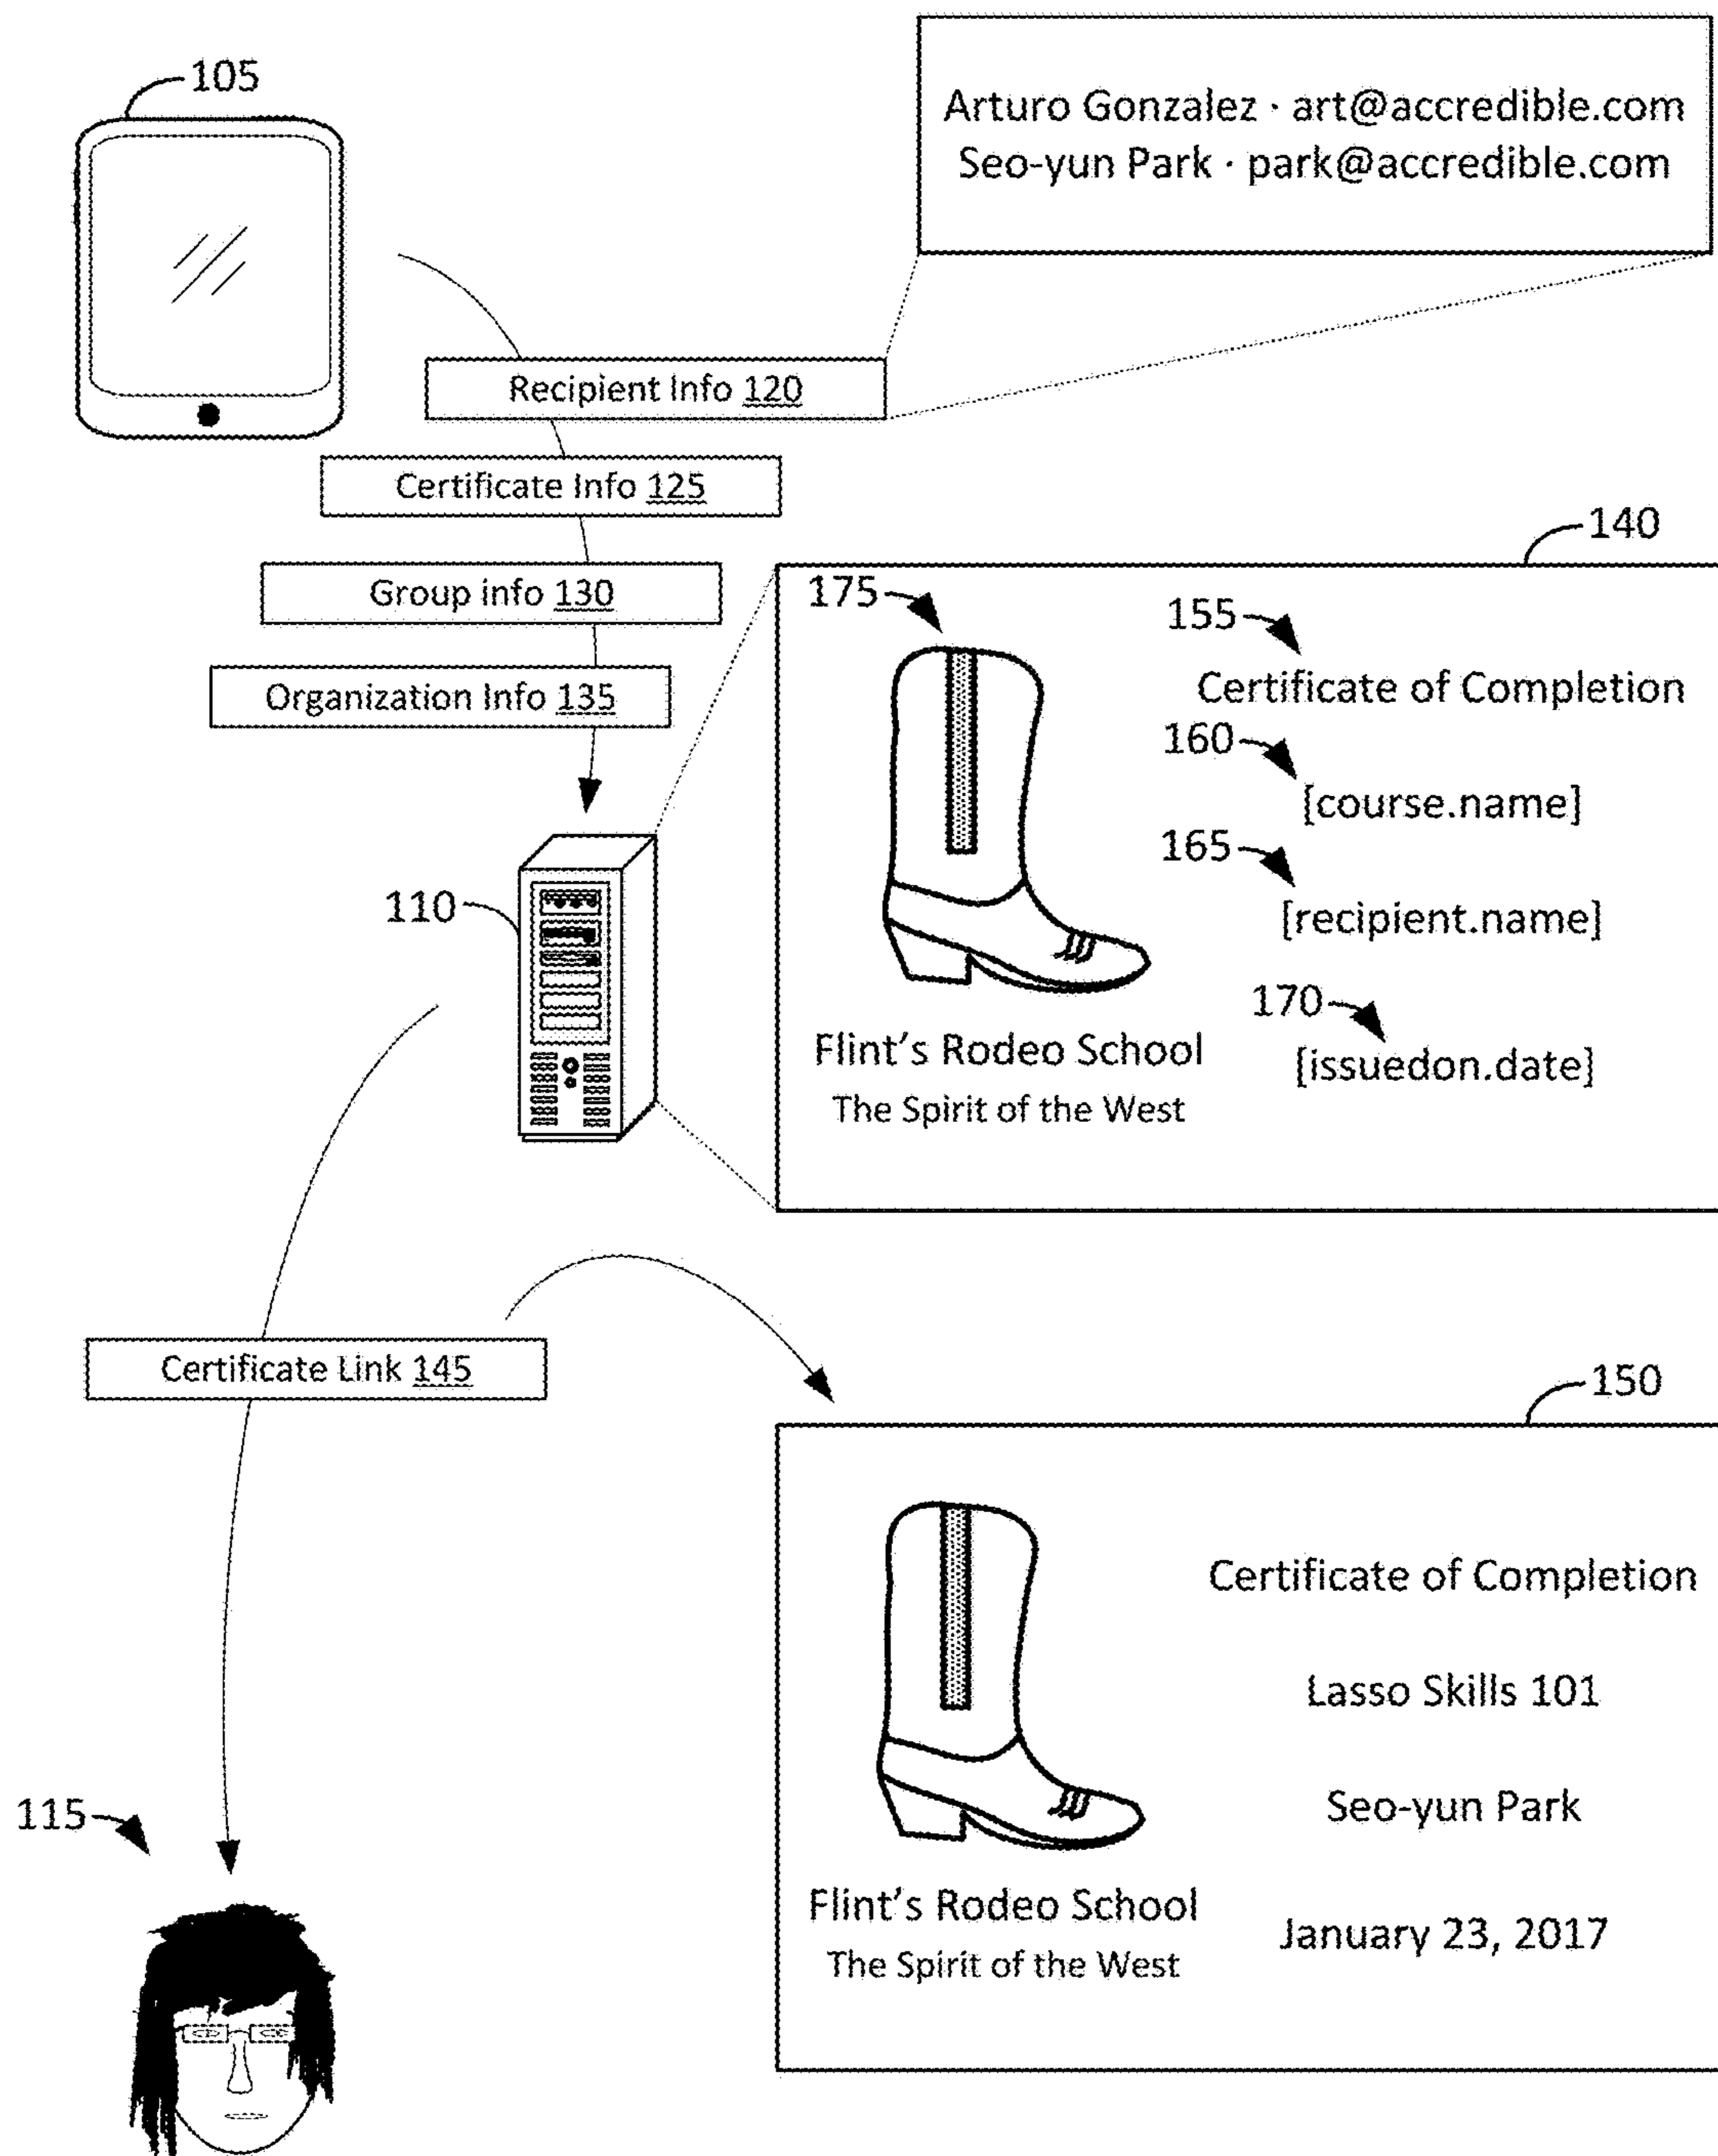 105
Arturo Gonzalez · art@accredible.com
Seo-yun Park · park@accredible.com
Recipient Info 120
Certificate Info 125
Group info 130
Organization Info 135
140
175
155
Certificate of Completion
160
[course.name]
165
[recipient.name]
170
[issuedon.date]
Flint's Rodeo School
The Spirit of the West
110
Certificate Link 145
150
Certificate of Completion
Lasso Skills 101
Seo-yun Park
January 23, 2017
Flint's Rodeo School
The Spirit of the West
115